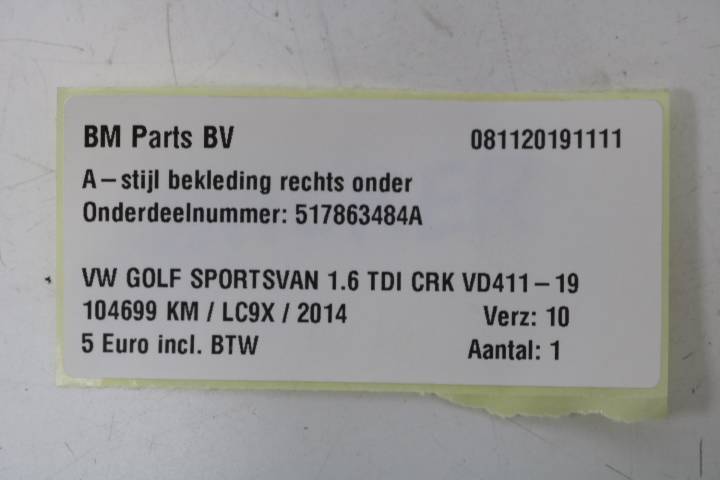 BM Parts BV 081120191111
A-stijl bekleding rechts onder
Onderdeelnummer: 517863484A
VW GOLF SPORTSVAN 1.6 TDI CRK VD411-19
104699 KM / LC9X / 2014 Verz: 10
5 Euro incl. BTW Aantal: 1